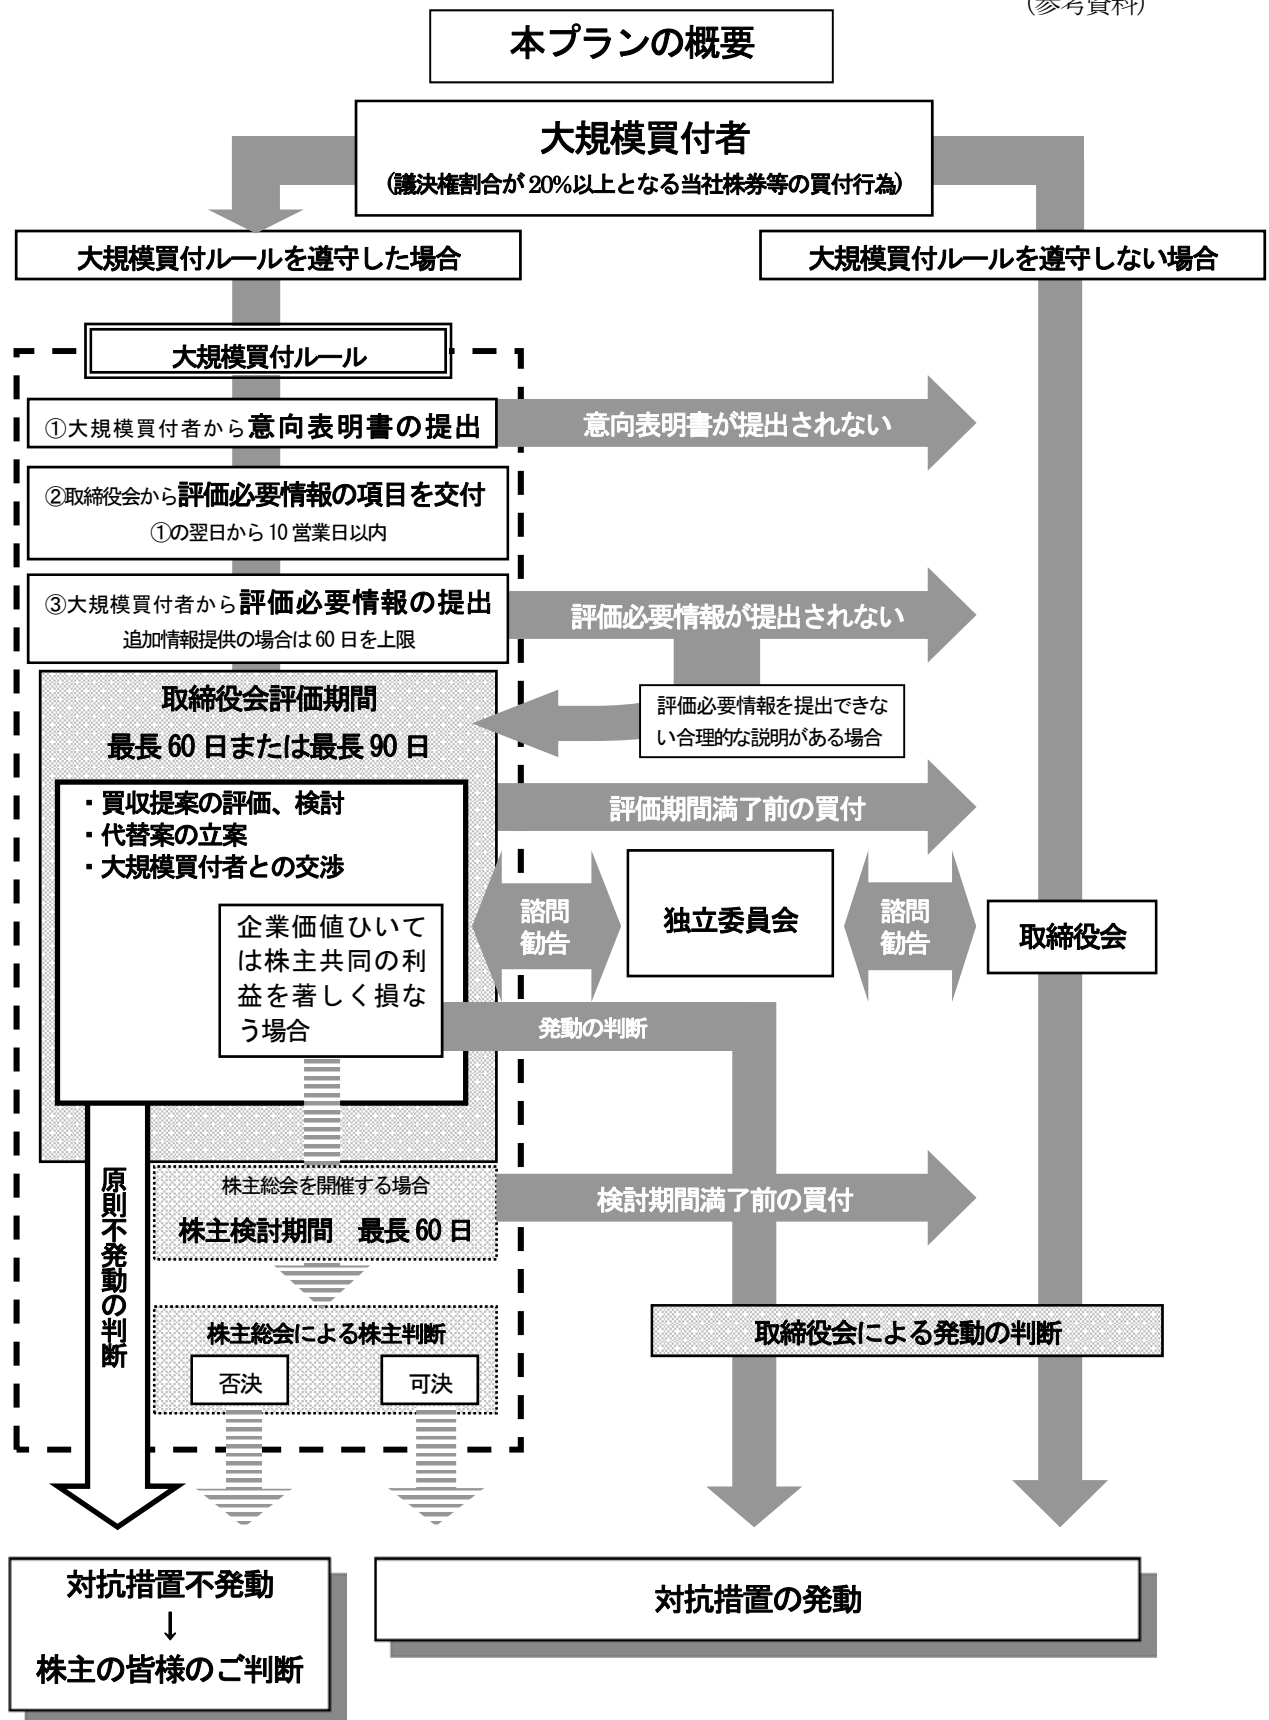 (参考資料)
本プランの概要
大規模買付者
(議決権割合が20%以上となる当社株券等の買付行為)
大規模買付ルールを遵守した場合
大規模買付ルールを遵守しない場合
大規模買付ルール
①大規模買付者から意向表明書の提出
意向表明書が提出されない
②取締役会から評価必要情報の項目を交付
①の翌日から10営業日以内
③大規模買付者から評価必要情報の提出
追加情報提供の場合は60日を上限
評価必要情報が提出されない
取締役会評価期間
最長60日または最長90日
評価必要情報を提出できな
い合理的な説明がある場合
・買収提案の評価、検討
・代替案の立案
・大規模買付者との交渉
評価期間満了前の買付
企業価値ひいて
は株主共同の利
益を著しく損な
う場合
諮問
勧告
独立委員会
諮問
勧告
取締役会
発動の判断
原則不発動の判断
株主総会を開催する場合
株主検討期間 最長60日
検討期間満了前の買付
株主総会による株主判断
否決
可決
取締役会による発動の判断
対抗措置不発動
↓
株主の皆様のご判断
対抗措置の発動